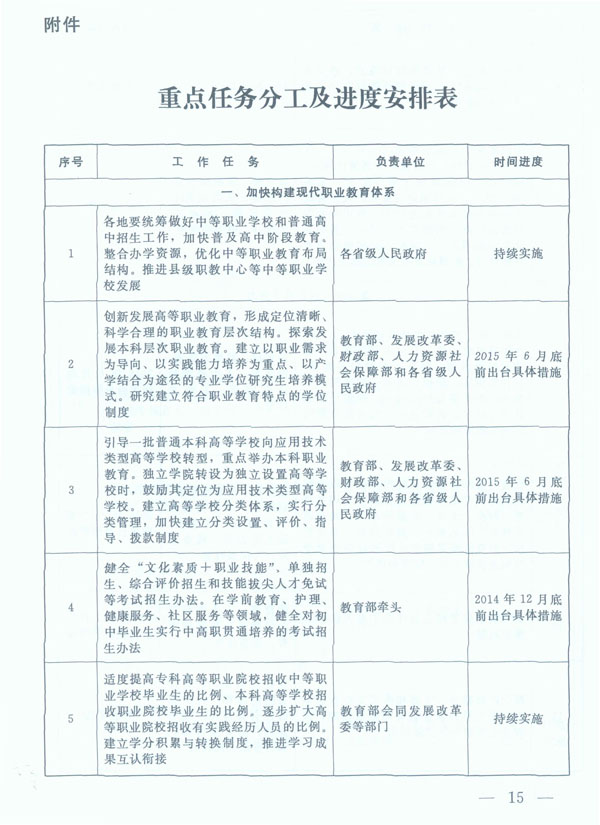 附件
重点任务分工及进度安排表
序号 工作任务 负责单位 时间进度
一、加快构建现代职业教育体系
1
各地要统筹做好中等职业学校和普通高
中招生工作，加快普及高中阶段教育。
整合办学资源，优化中等职业教育布局
结构。推进县级职教中心等中等职业学
校发展
各省级人民政府
持续实施
2
创新发展高等职业教育，形成定位清晰、
科学合理的职业教育层次结构。探索发
展本科层次职业教育。建立以职业需求
为导向、以实践能力培养为重点、以产
学结合为途径的专业学位研究生培养模
式。研究建立符合职业教育特点的学位
制度
教育部、发展改革委、
财政部、人力资源社
会保障部和各省级人
民政府
2015 年 6 月底
前出台具体措施
3
引导一批普通本科高等学校向应用技术
类型高等学校转型，重点举办本科职业
教育。独立学院转设为独立设置高等学
校时，鼓励其定位为应用技术类型高等
学校。建立高等学校分类体系，实行分
类管理，加快建立分类设置、评价、指
导、拨款制度
教育部、发展改革委、
财政部、人力资源社
会保障部和各省级人
民政府
2015 年 6 月底
前出台具体措施
4
健全“文化素质＋职业技能”、单独招
生、综合评价招生和技能拔尖人才免试
等考试招生办法。在学前教育、护理、
健康服务、社区服务等领域，健全对初
中毕业生实行中高职贯通培养的考试招
生办法
教育部牵头
2014 年 12 月底
前出台具体措施
5
适度提高专科高等职业院校招收中等职
业学校毕业生的比例、本科高等学校招
收职业院校毕业生的比例。逐步扩大高
等职业院校招收有实践经历人员的比例。
建立学分积累与转换制度，推进学习成
果互认衔接
教育部会同发展改革
委等部门
持续实施
— 15 —